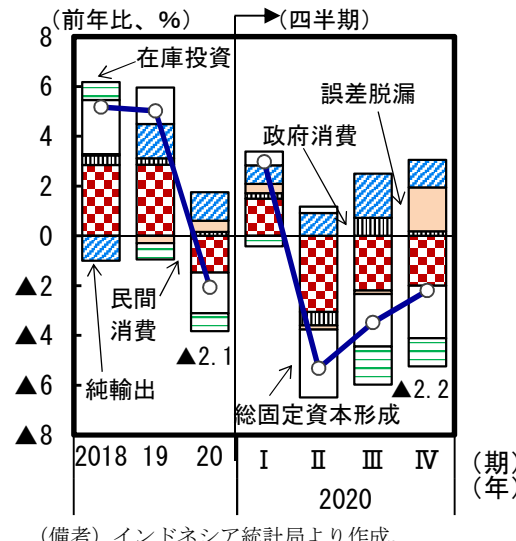 （前年比、％）
（四半期）
8
6
4
2
0
▲2
▲4
▲6
▲8
在庫投資
誤差脱漏
政府消費
民間
消費
▲2.1
純輸出
総固定資本形成
▲2.2
2018 19 20 Ⅰ Ⅱ Ⅲ Ⅳ （期）
2020 （年）
（備考）インドネシア統計局より作成。